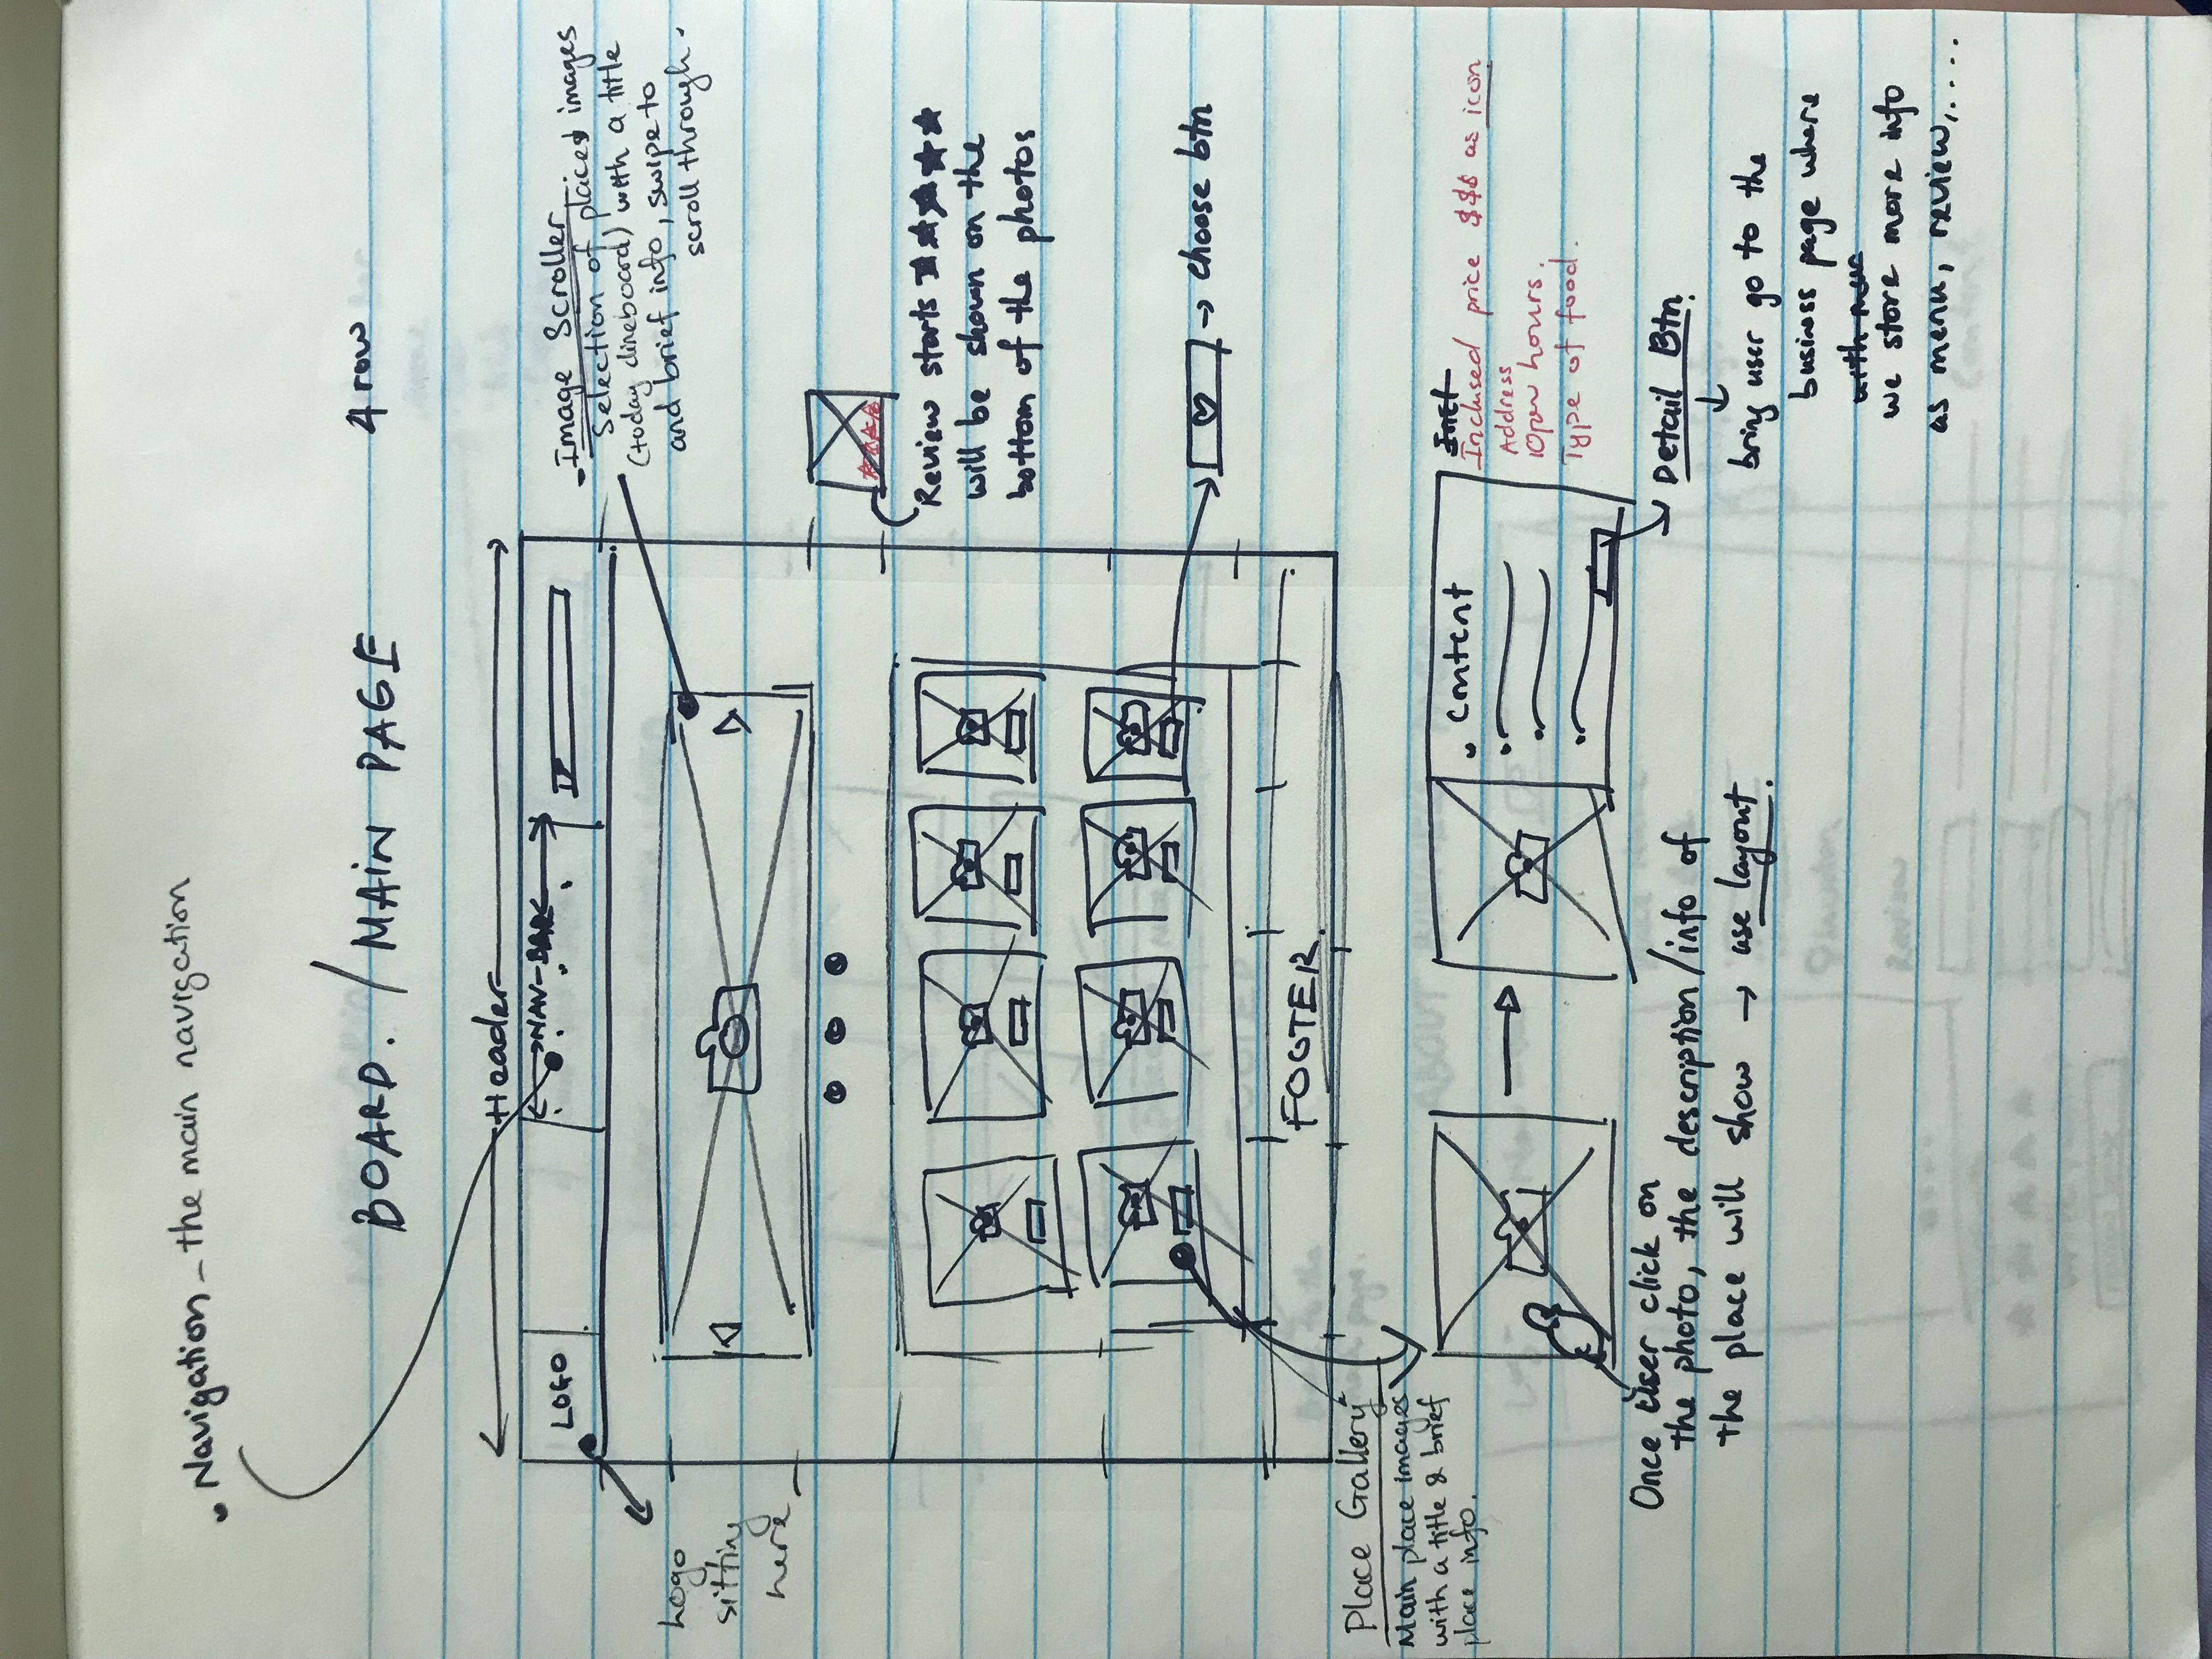 Navigation - the main navigation
BOARD. / MAIN PAGE
4 row
Header
LOGO
NAV-BAR
Logo
sitting
here
Image Scroller
Selection of places images
(today dineboard) with a title
and brief info, swipe to
scroll through.
Review starts ★★★★★
will be shown on the
bottom of the photos
♡ → choose btn
FOOTER.
Place Gallery
Main place images
with a title & brief
place info.
Content
Inclused price $$$ as icon
Address
Open hours.
Type of food.
Once User click on
the photo, the description/info of
the place will show → use layout.
Detail Btn.
↓
bring user go to the
business page where
we store more info
as menu, review,....